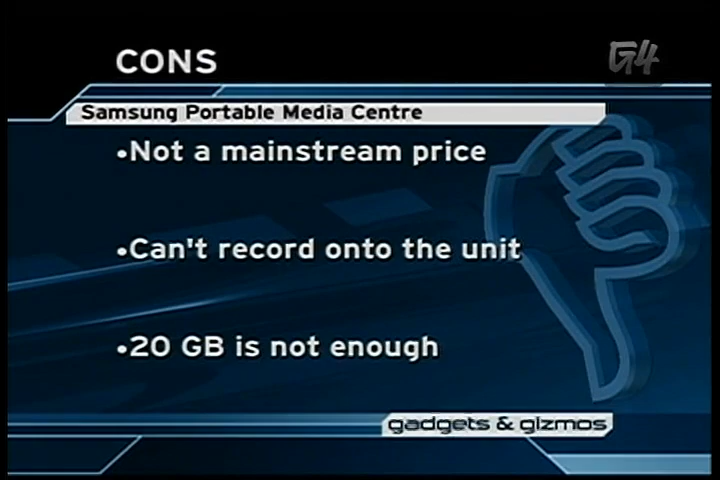 CONS
G4
Samsung Portable Media Centre
•Not a mainstream price
•Can't record onto the unit
•20 GB is not enough
gadgets & gizmos